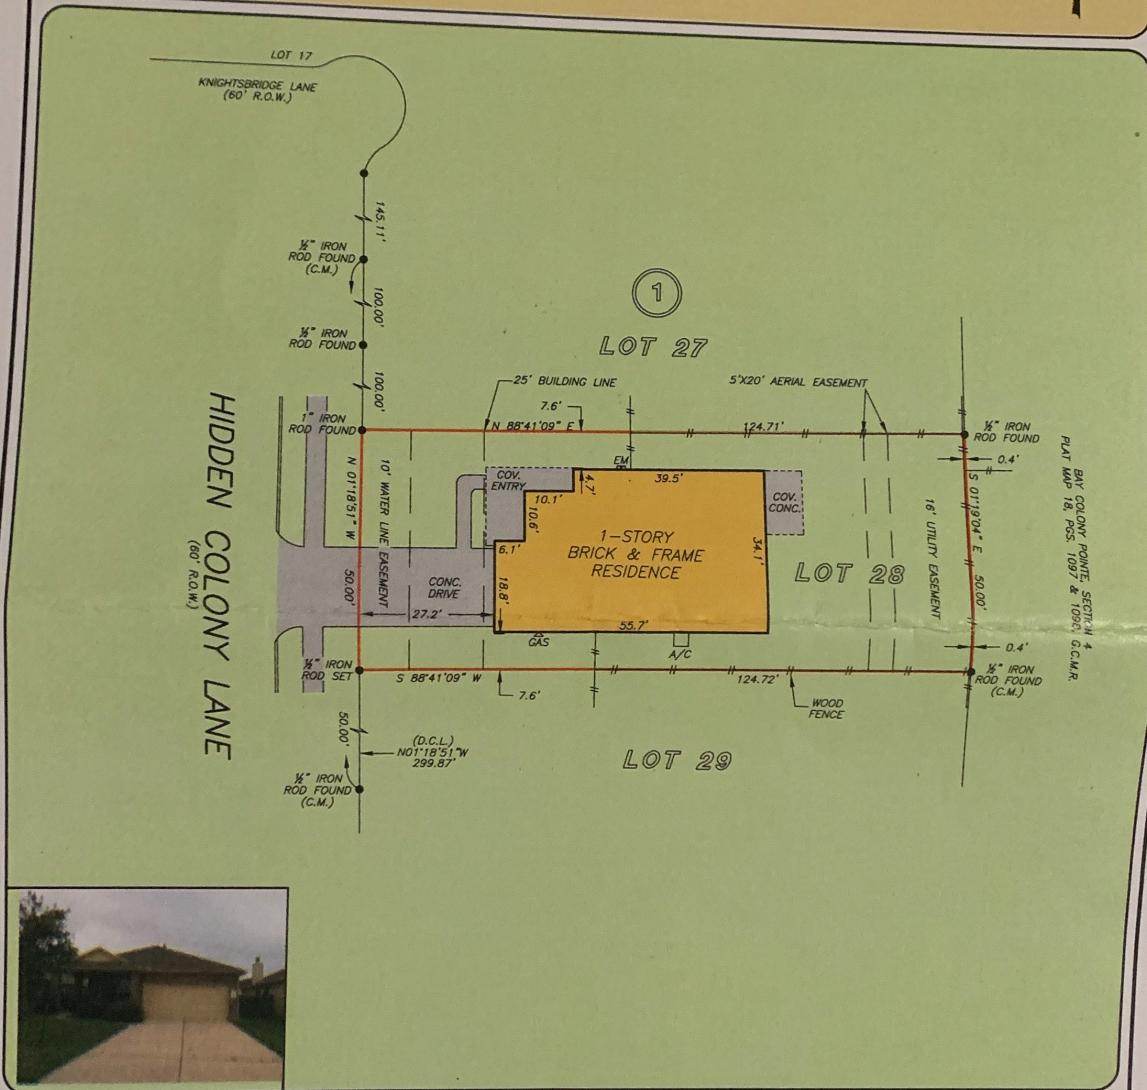 LOT 17
KNIGHTSBRIDGE LANE
(60' R.O.W.)
145.11'
½" IRON
ROD FOUND
(C.M.)
100.00'
½" IRON
ROD FOUND
100.00'
1
LOT 27
25' BUILDING LINE
5'X20' AERIAL EASEMENT
7.6'
1" IRON
ROD FOUND
N 88°41'09" E
124.71'
½" IRON
ROD FOUND
0.4'
BAY COLONY POINTE, SECTION 4
PLAT MAP 18, PGS. 1097 & 1098, G.C.M.R.
HIDDEN COLONY LANE
(60' R.O.W.)
N 01°18'51" W
50.00'
10' WATER LINE EASEMENT
COV.
ENTRY
EM
4.7'
39.5'
10.1'
10.6'
6.1'
18.8'
1-STORY
BRICK & FRAME
RESIDENCE
34.1'
COV.
CONC.
LOT 28
16' UTILITY EASEMENT
S 01°19'04" E
50.00'
CONC.
DRIVE
27.2'
55.7'
GAS
A/C
0.4'
½" IRON
ROD SET
S 88°41'09" W
124.72'
½" IRON
ROD FOUND
(C.M.)
7.6'
WOOD
FENCE
50.00'
(D.C.L.)
N01°18'51"W
299.87'
LOT 29
½" IRON
ROD FOUND
(C.M.)